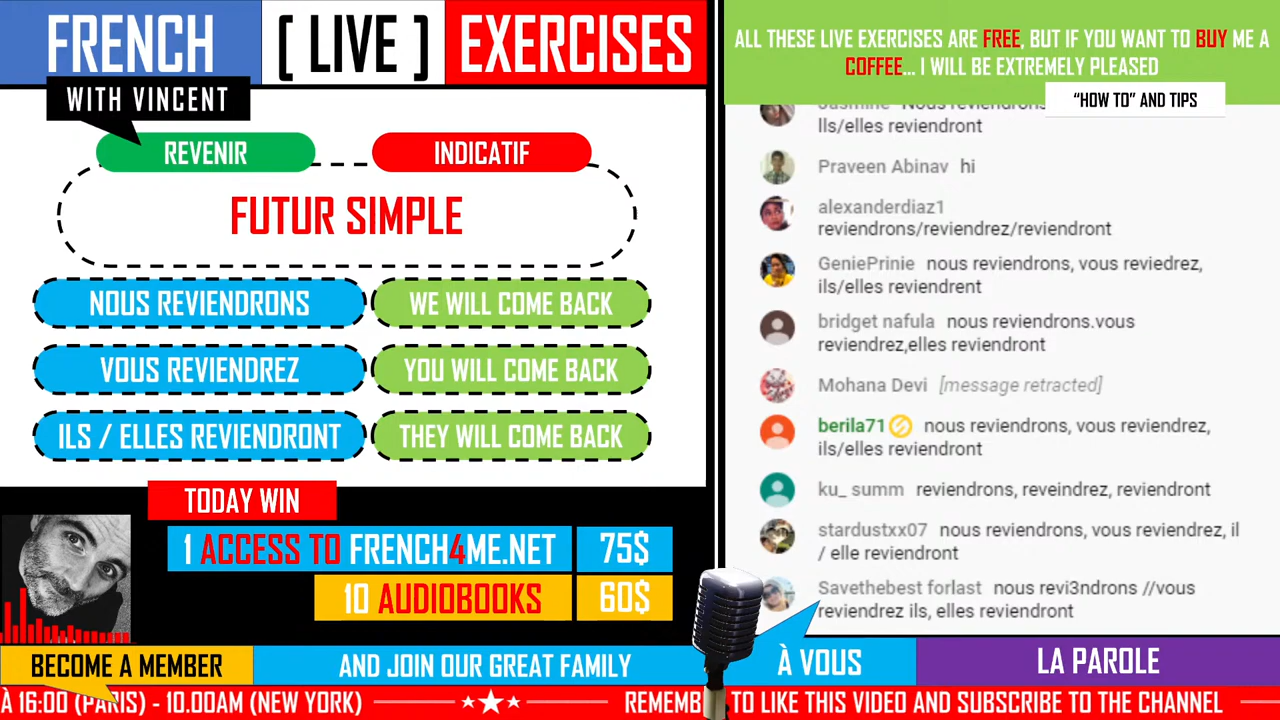 FRENCH [ LIVE ] EXERCISES
WITH VINCENT
REVENIR INDICATIF
FUTUR SIMPLE
NOUS REVIENDRONS WE WILL COME BACK
VOUS REVIENDREZ YOU WILL COME BACK
ILS / ELLES REVIENDRONT THEY WILL COME BACK
TODAY WIN
1 ACCESS TO FRENCH4ME.NET 75$
10 AUDIOBOOKS 60$
ALL THESE LIVE EXERCISES ARE FREE, BUT IF YOU WANT TO BUY ME A
COFFEE... I WILL BE EXTREMELY PLEASED
“HOW TO” AND TIPS
Jasmine Nous reviendrons
Ils/elles reviendront
Praveen Abinav hi
alexanderdiaz1
reviendrons/reviendrez/reviendront
GeniePrinie nous reviendrons, vous reviedrez,
ils/elles reviendrent
bridget nafula nous reviendrons.vous
reviendrez,elles reviendront
Mohana Devi [message retracted]
berila71 nous reviendrons, vous reviendrez,
ils/elles reviendront
ku_ summ reviendrons, reveindrez, reviendront
stardustxx07 nous reviendrons, vous reviendrez, il
/ elle reviendront
Savethebest forlast nous revi3ndrons //vous
reviendrez ils, elles reviendront
BECOME A MEMBER AND JOIN OUR GREAT FAMILY À VOUS LA PAROLE
À 16:00 (PARIS) - 10.00AM (NEW YORK) REMEMB TO LIKE THIS VIDEO AND SUBSCRIBE TO THE CHANNEL